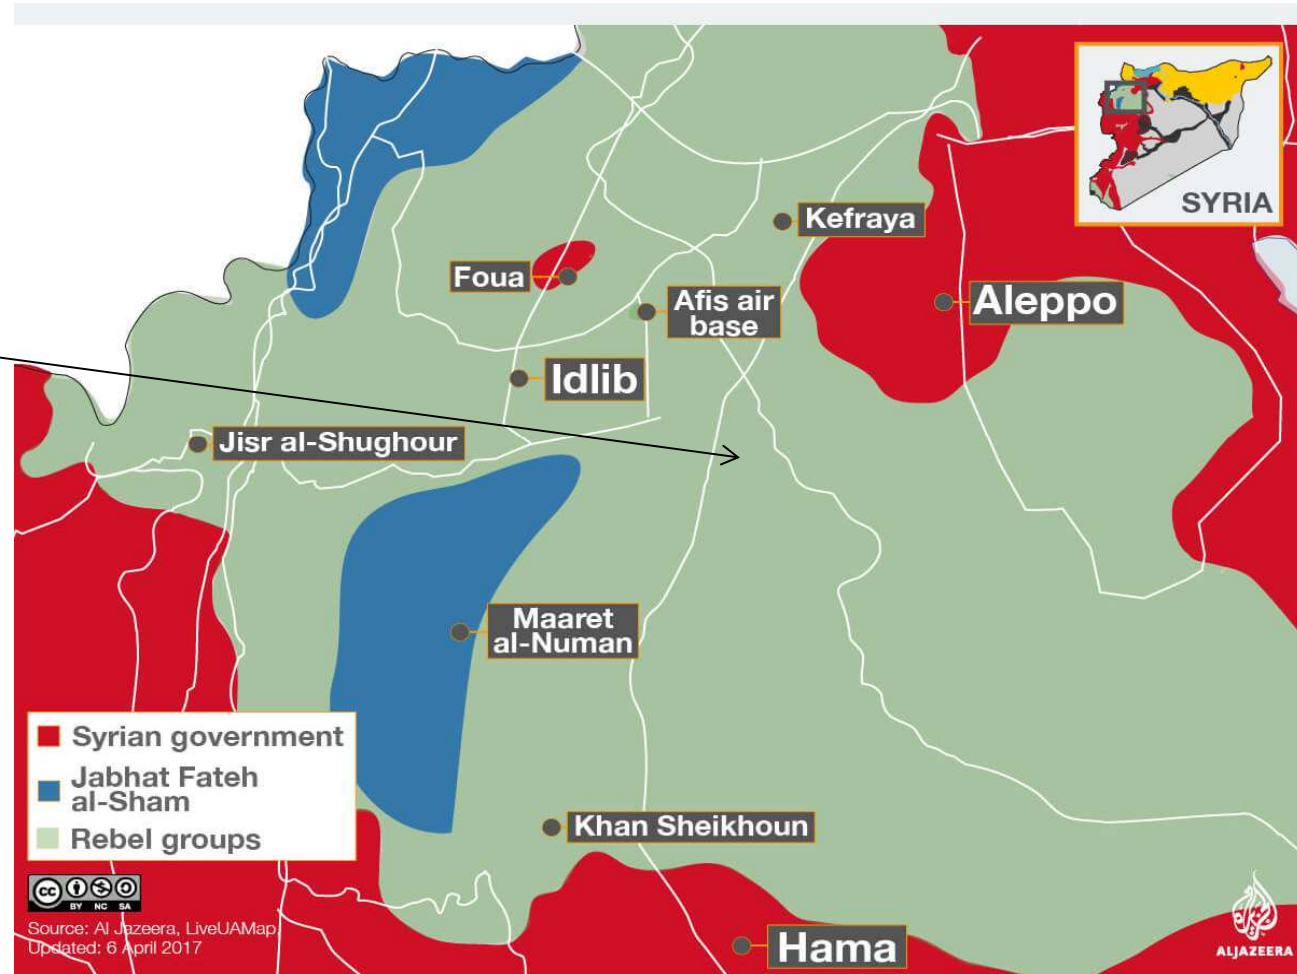 SYRIA
Kefraya
Foua
Afis air
base
Aleppo
Idlib
Jisr al-Shughour
Maaret
al-Numan
Syrian government
Jabhat Fateh
al-Sham
Rebel groups
Khan Sheikhoun
Hama
cc
BY NC SA
Source: Al Jazeera, LiveUAMap.
Updated: 6 April 2017
ALJAZEERA